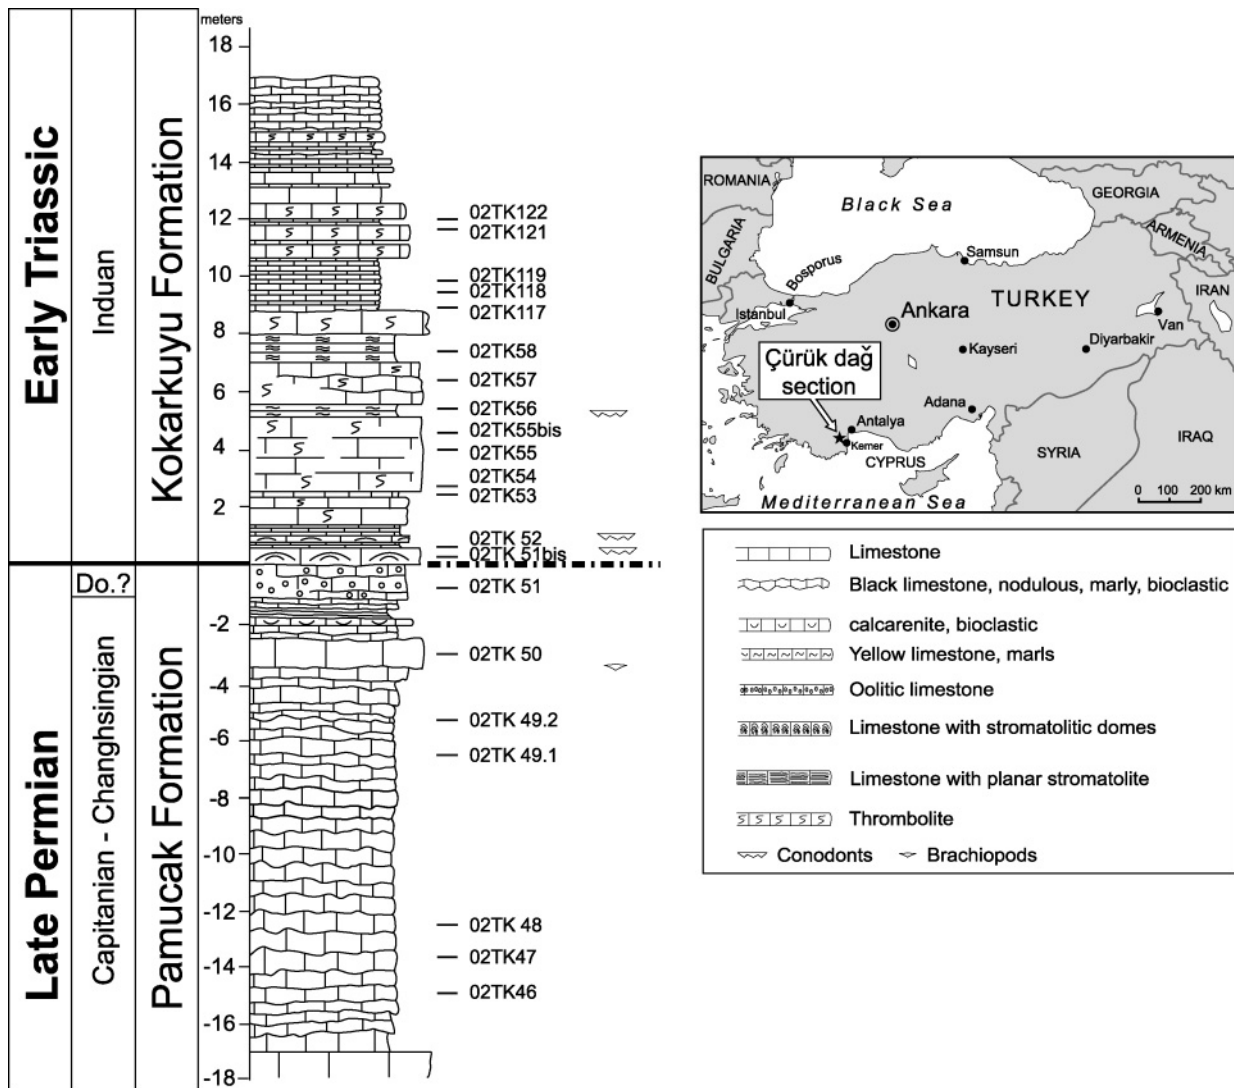 meters
18
16
14
12
10
8
6
4
2
-2
-4
-6
-8
-10
-12
-14
-16
-18
Early Triassic
Late Permian
Induan
Do.?
Capitanian - Changhsingian
Kokarkuyu Formation
Pamucak Formation
02TK122
02TK121
02TK119
02TK118
02TK117
02TK58
02TK57
02TK56
02TK55bis
02TK55
02TK54
02TK53
02TK 52
02TK 51bis
02TK 51
02TK 50
02TK 49.2
02TK 49.1
02TK 48
02TK47
02TK46
ROMANIA
BULGARIA
Black Sea
GEORGIA
ARMENIA
IRAN
Bosporus
Samsun
Istanbul
Ankara
TURKEY
Van
Diyarbakir
Kayseri
Çürük dağ
section
Adana
Antalya
Kemer
CYPRUS
SYRIA
IRAQ
Mediterranean Sea
0 100 200 km
Limestone
Black limestone, nodulous, marly, bioclastic
calcarenite, bioclastic
Yellow limestone, marls
Oolitic limestone
Limestone with stromatolitic domes
Limestone with planar stromatolite
Thrombolite
Conodonts
Brachiopods